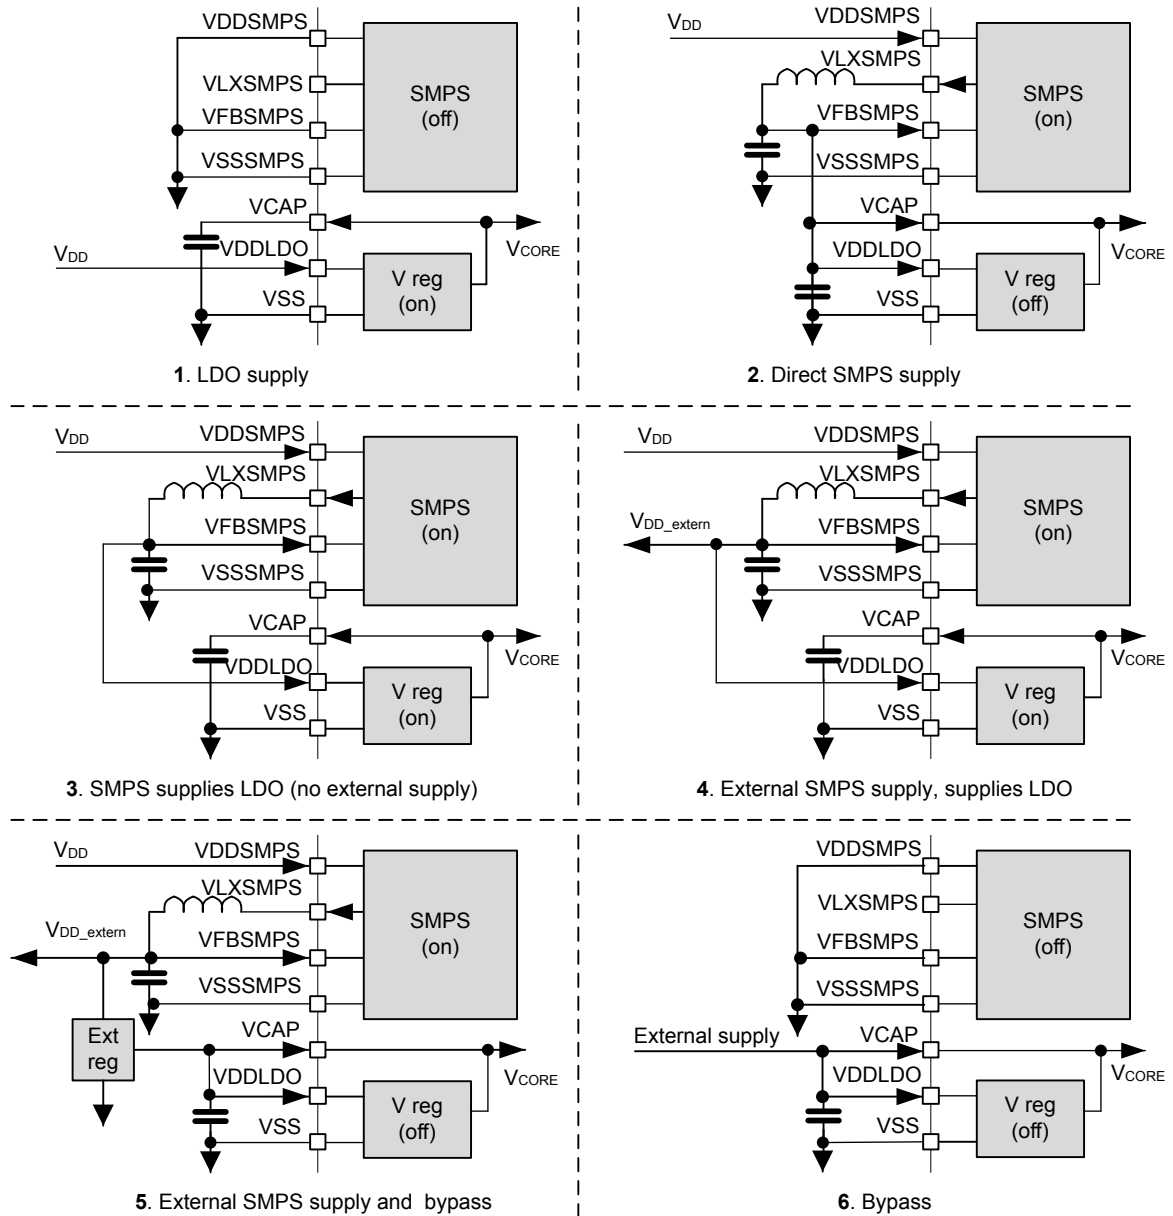 VDDSMPS
VLXSMPS
SMPS
(off)
VFBSMPS
VSSSMPS
VCAP
VDD
VDDLDO
VCORE
V reg
(on)
VSS
1. LDO supply
VDD
VDDSMPS
VLXSMPS
SMPS
(on)
VFBSMPS
VSSSMPS
VCAP
VDDLDO
VCORE
V reg
(off)
VSS
2. Direct SMPS supply
VDD
VDDSMPS
VLXSMPS
SMPS
(on)
VFBSMPS
VSSSMPS
VCAP
VDDLDO
VCORE
V reg
(on)
VSS
3. SMPS supplies LDO (no external supply)
VDD
VDDSMPS
VLXSMPS
SMPS
(on)
VDD_extern
VFBSMPS
VSSSMPS
VCAP
VDDLDO
VCORE
V reg
(on)
VSS
4. External SMPS supply, supplies LDO
VDD
VDDSMPS
VLXSMPS
SMPS
(on)
VDD_extern
VFBSMPS
VSSSMPS
Ext
reg
VCAP
VDDLDO
VCORE
V reg
(off)
VSS
5. External SMPS supply and bypass
VDDSMPS
VLXSMPS
SMPS
(off)
VFBSMPS
VSSSMPS
External supply
VCAP
VDDLDO
VCORE
V reg
(off)
VSS
6. Bypass